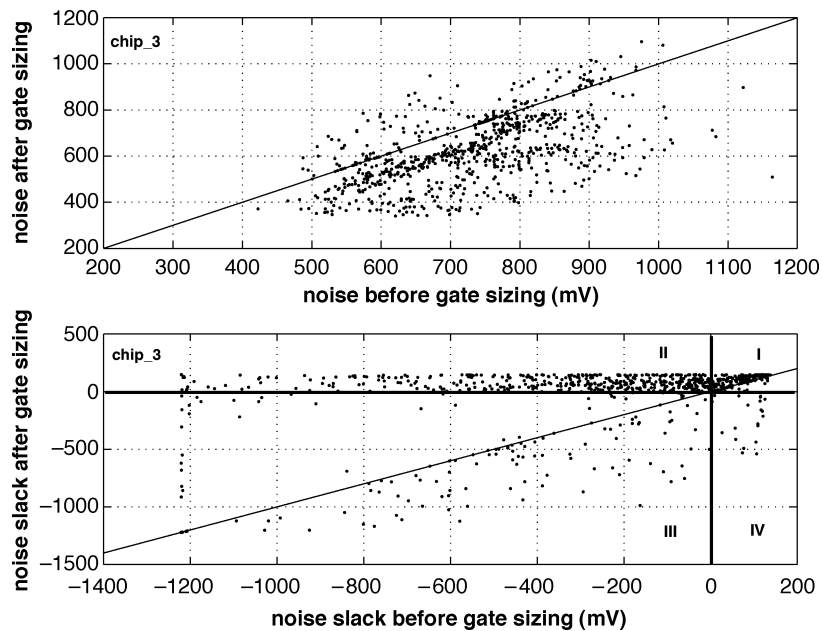 noise after gate sizing
1200
1000
800
600
400
200
chip_3
200 300 400 500 600 700 800 900 1000 1100 1200
noise before gate sizing (mV)
noise slack after gate sizing
500
0
−500
−1000
−1500
chip_3
II
I
III
IV
−1400 −1200 −1000 −800 −600 −400 −200 0 200
noise slack before gate sizing (mV)